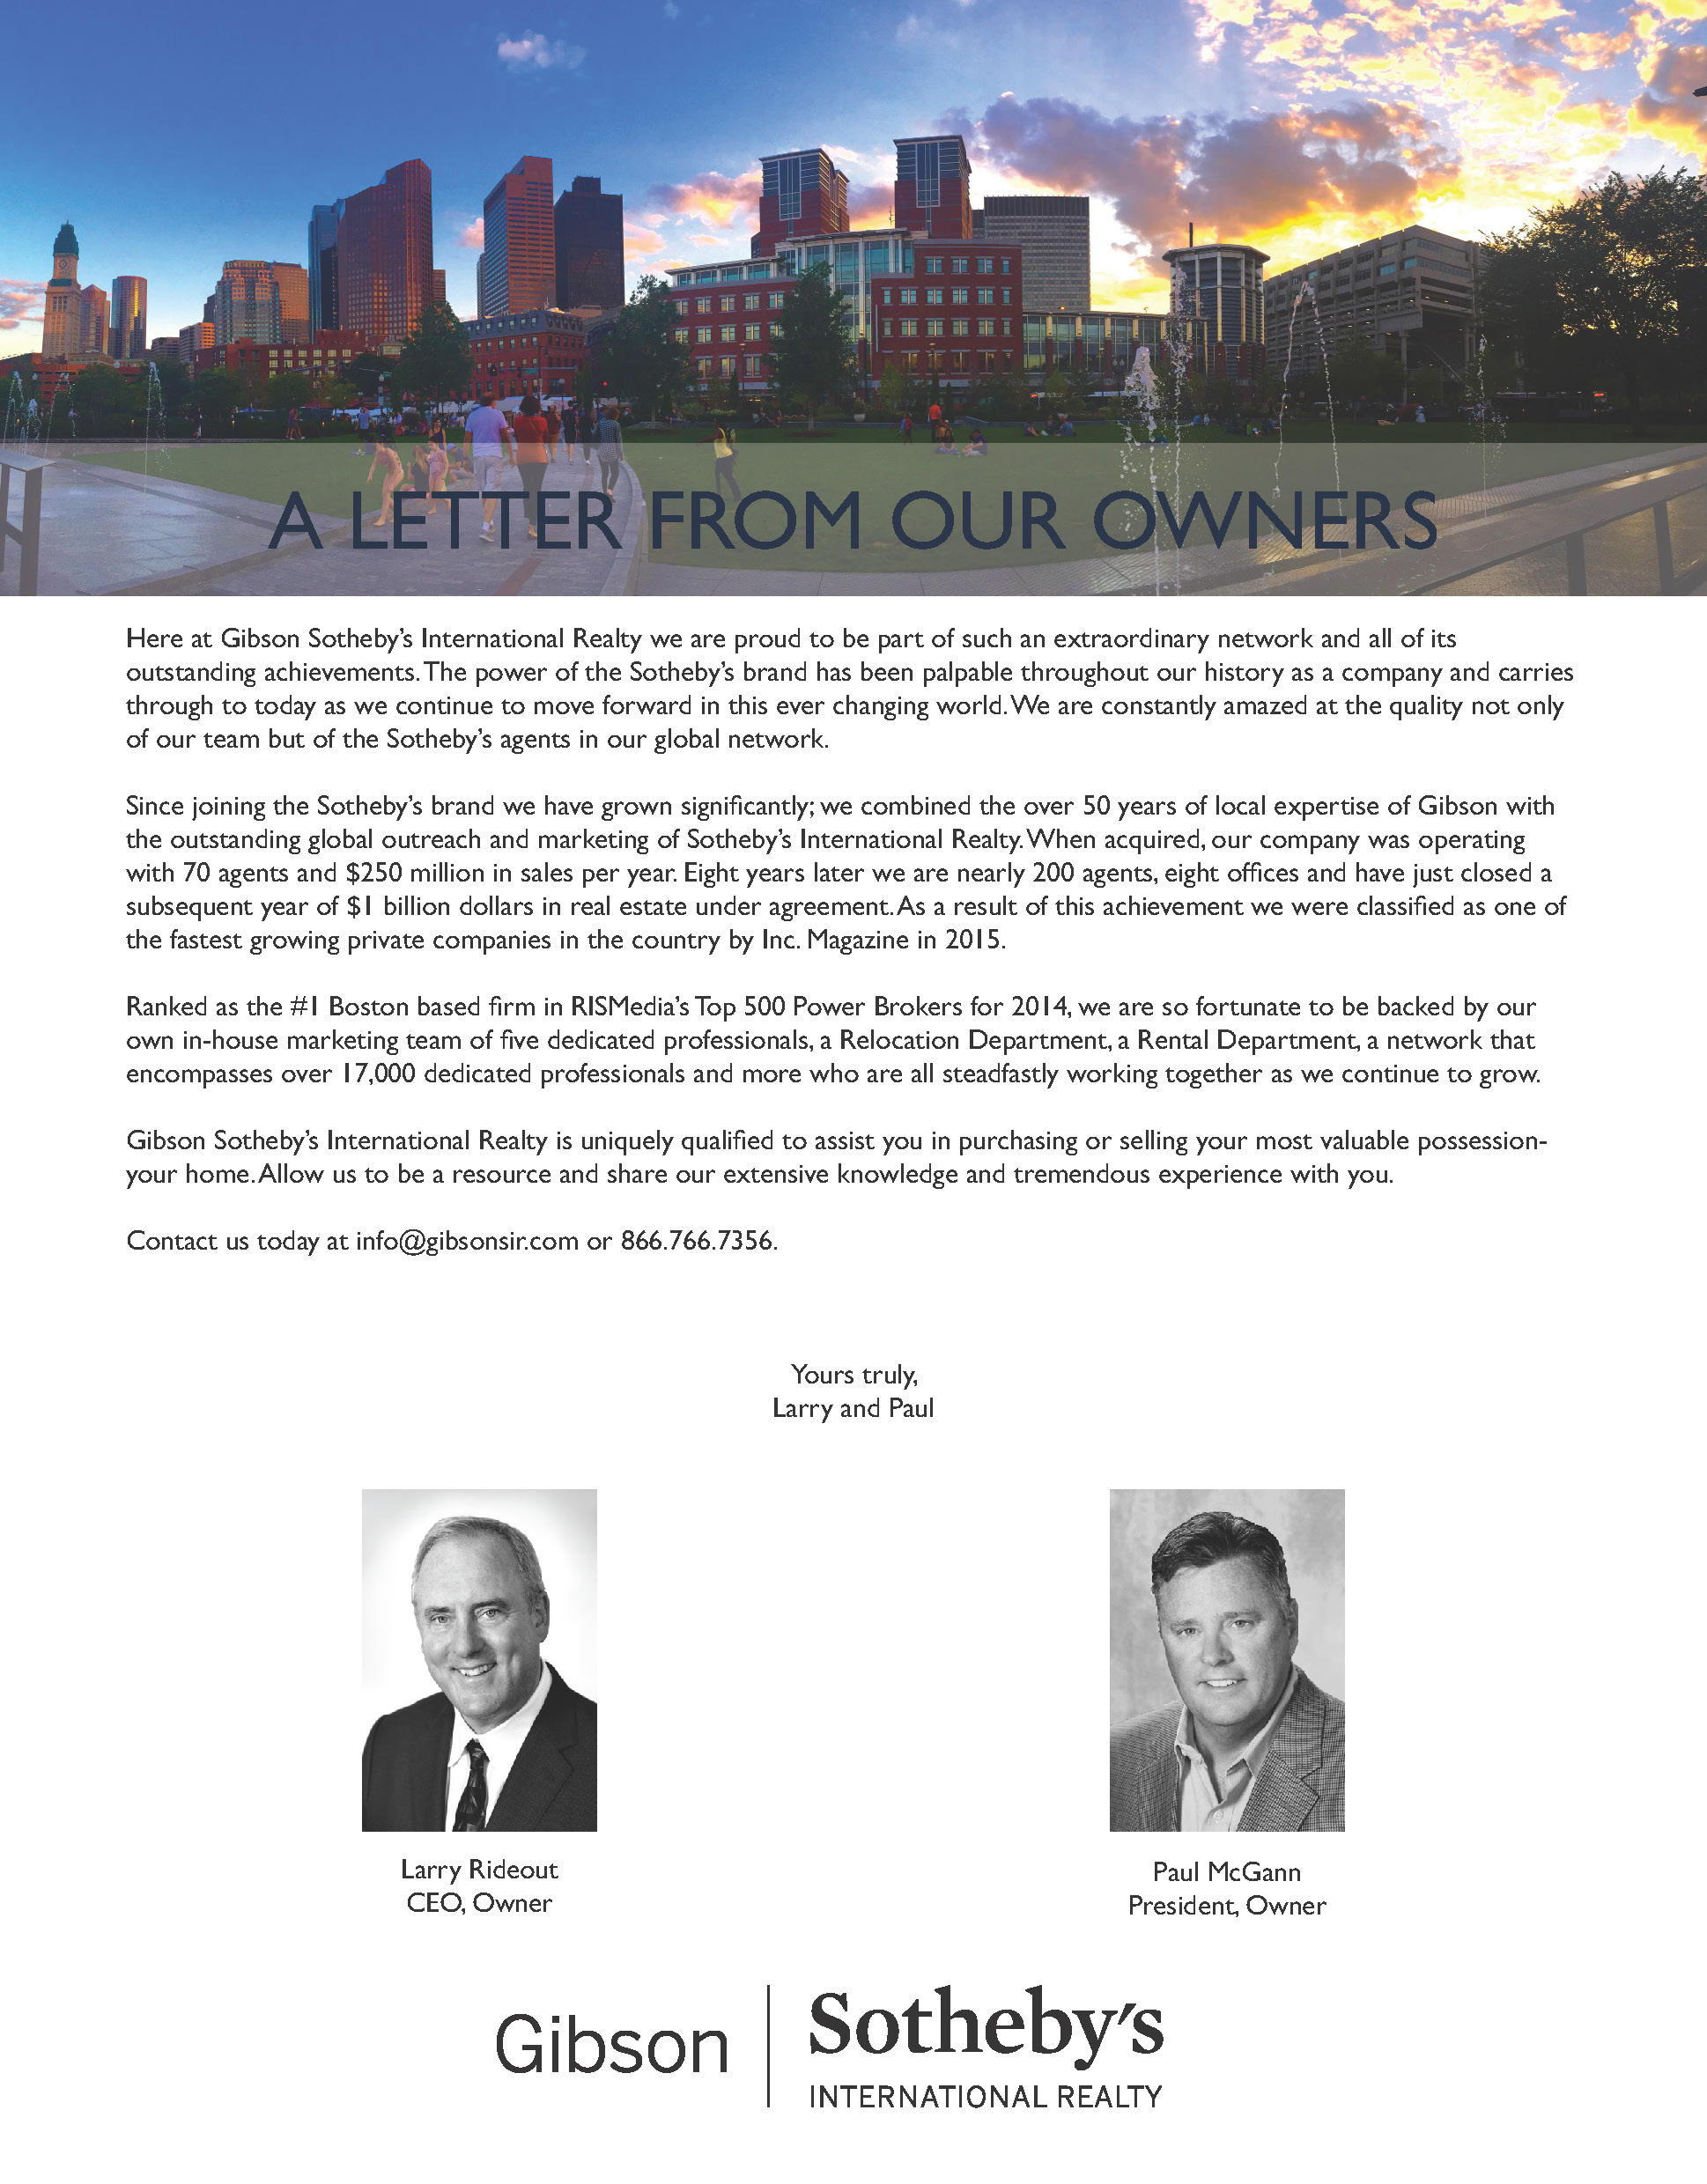 A LETTER FROM OUR OWNERS
Here at Gibson Sotheby’s International Realty we are proud to be part of such an extraordinary network and all of its
outstanding achievements. The power of the Sotheby’s brand has been palpable throughout our history as a company and carries
through to today as we continue to move forward in this ever changing world. We are constantly amazed at the quality not only
of our team but of the Sotheby’s agents in our global network.
Since joining the Sotheby’s brand we have grown significantly; we combined the over 50 years of local expertise of Gibson with
the outstanding global outreach and marketing of Sotheby’s International Realty. When acquired, our company was operating
with 70 agents and $250 million in sales per year. Eight years later we are nearly 200 agents, eight offices and have just closed a
subsequent year of $1 billion dollars in real estate under agreement. As a result of this achievement we were classified as one of
the fastest growing private companies in the country by Inc. Magazine in 2015.
Ranked as the #1 Boston based firm in RISMedia’s Top 500 Power Brokers for 2014, we are so fortunate to be backed by our
own in-house marketing team of five dedicated professionals, a Relocation Department, a Rental Department, a network that
encompasses over 17,000 dedicated professionals and more who are all steadfastly working together as we continue to grow.
Gibson Sotheby’s International Realty is uniquely qualified to assist you in purchasing or selling your most valuable possession-
your home. Allow us to be a resource and share our extensive knowledge and tremendous experience with you.
Contact us today at info@gibsonsir.com or 866.766.7356.
Yours truly,
Larry and Paul
Larry Rideout
CEO, Owner
Paul McGann
President, Owner
Gibson
Sotheby’s
INTERNATIONAL REALTY